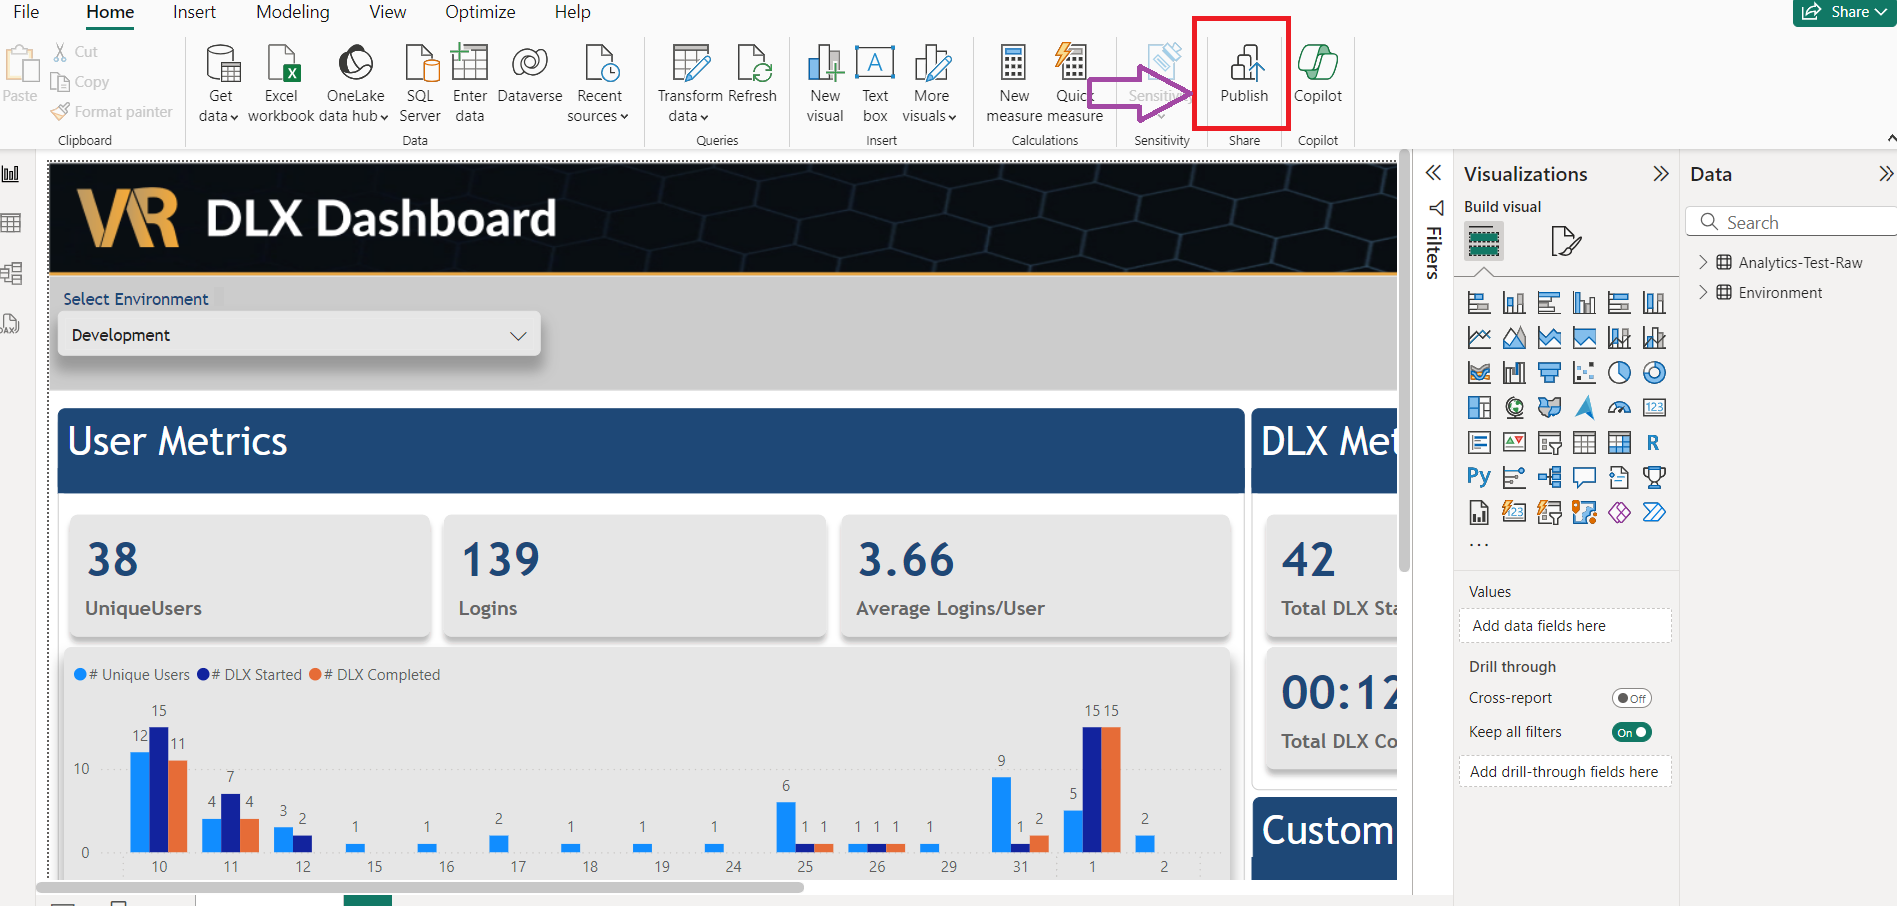 File Home Insert Modeling View Optimize Help Share
Paste Cut
Copy
Format painter
Clipboard
Get data
Excel workbook
OneLake data hub
SQL Server
Enter data
Dataverse
Recent sources
Data
Transform data
Refresh
Queries
New visual
Text box
More visuals
Insert
New measure
Quick measure
Calculations
Sensitivity
Sensitivity
Publish
Share
Copilot
Copilot
VR DLX Dashboard
Select Environment
Development
User Metrics
38
UniqueUsers
139
Logins
3.66
Average Logins/User
# Unique Users # DLX Started # DLX Completed
15 15 15
12 11
9
7
6
5
4 4
3 2
1 1 2 1 1 1
1 1
1 1 1
1
1 2
2
10
0
10 11 12 15 16 17 18 19 24 25 26 29 31 1 2
DLX Met
42
Total DLX Sta
00:12
Total DLX Co
Custom
Filters
Visualizations
Build visual
123
R
Py
123
...
Values
Add data fields here
Drill through
Cross-report Off
Keep all filters On
Add drill-through fields here
Data
Search
Analytics-Test-Raw
Environment